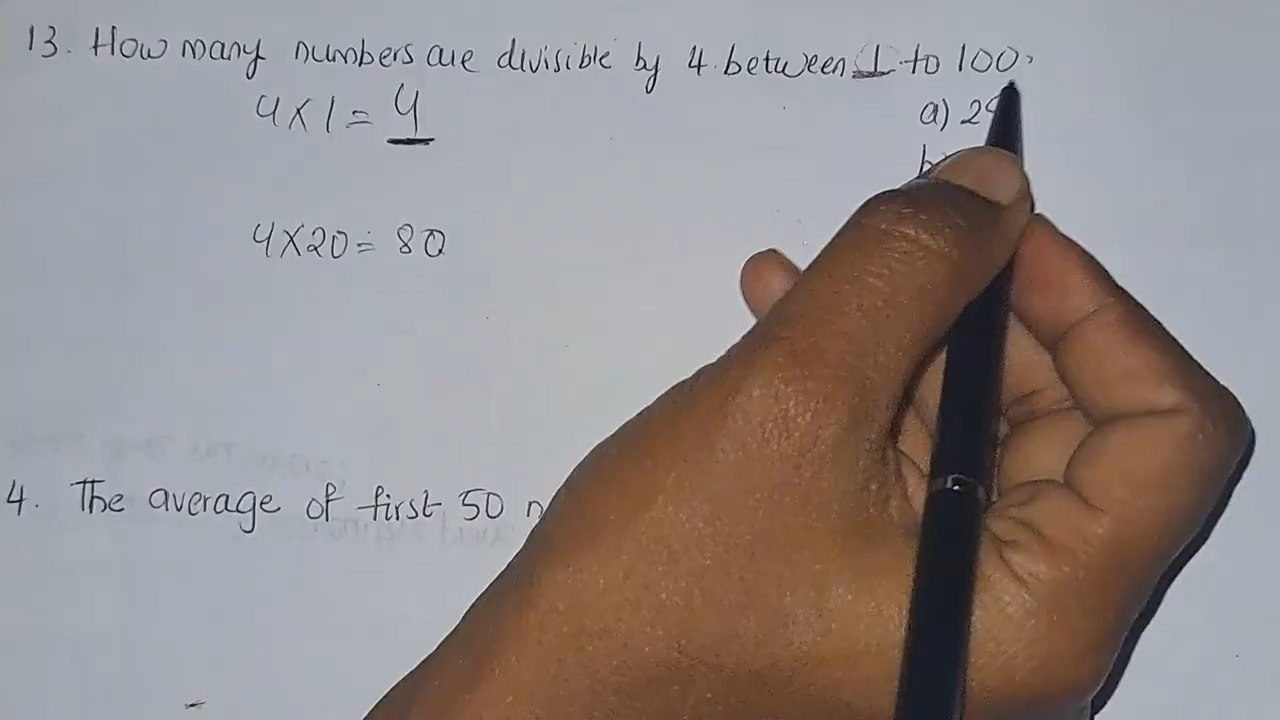 13. How many numbers are divisible by 4. between 1 to 100.
4 X 1 = 4
a)
4 X 20 = 80
4. The average of first 50